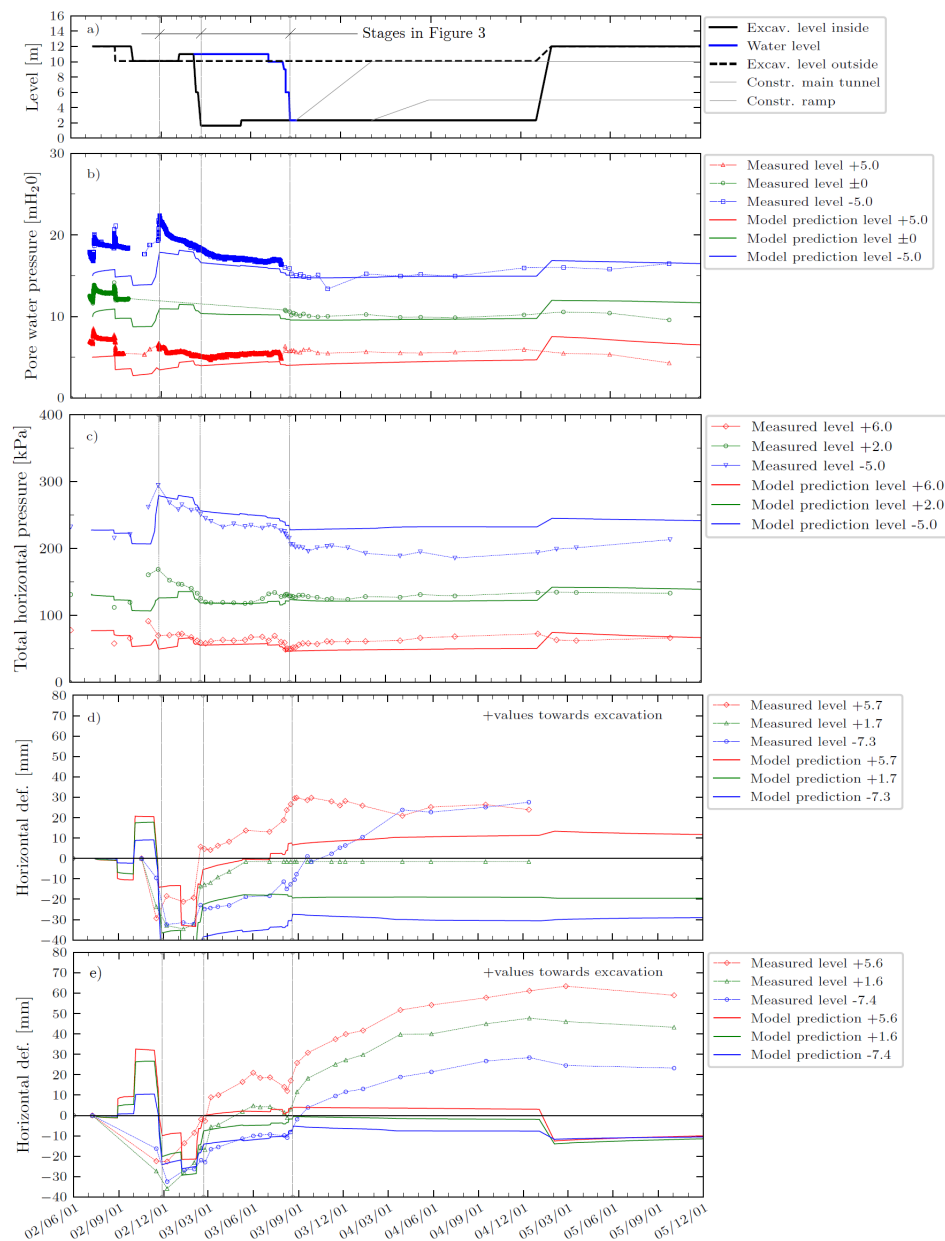 a)
Stages in Figure 3
Level [m]
16
14
12
10
8
6
4
2
0
Excav. level inside
Water level
Excav. level outside
Constr. main tunnel
Constr. ramp
b)
Pore water pressure [mH20]
30
20
10
0
Measured level +5.0
Measured level ±0
Measured level -5.0
Model prediction level +5.0
Model prediction level ±0
Model prediction level -5.0
c)
Total horizontal pressure [kPa]
400
300
200
100
0
Measured level +6.0
Measured level +2.0
Measured level -5.0
Model prediction level +6.0
Model prediction level +2.0
Model prediction level -5.0
d)
+values towards excavation
Horizontal def. [mm]
80
70
60
50
40
30
20
10
0
−10
−20
−30
−40
Measured level +5.7
Measured level +1.7
Measured level -7.3
Model prediction +5.7
Model prediction +1.7
Model prediction -7.3
e)
+values towards excavation
Horizontal def. [mm]
80
70
60
50
40
30
20
10
0
−10
−20
−30
−40
Measured level +5.6
Measured level +1.6
Measured level -7.4
Model prediction +5.6
Model prediction +1.6
Model prediction -7.4
02/06/01
02/09/01
02/12/01
03/03/01
03/06/01
03/09/01
03/12/01
04/03/01
04/06/01
04/09/01
04/12/01
05/03/01
05/06/01
05/09/01
05/12/01